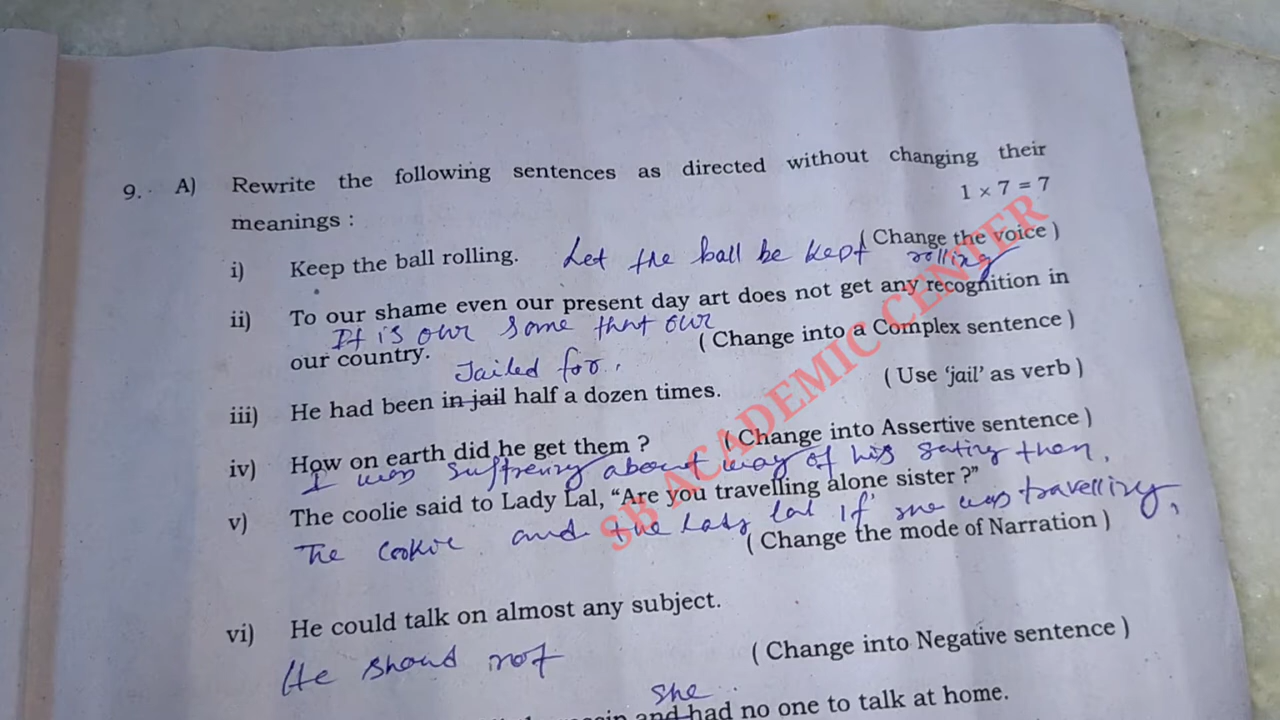 9. A) Rewrite the following sentences as directed without changing their
meanings : 1 × 7 = 7
i) Keep the ball rolling. ( Change the voice )
Let the ball be kept rolling
ii) To our shame even our present day art does not get any recognition in
It is our same that our
our country. ( Change into a Complex sentence )
Jailed for.
iii) He had been in jail half a dozen times. ( Use 'jail' as verb )
iv) How on earth did he get them ? ( Change into Assertive sentence )
I was about way of his them.
v) The coolie said to Lady Lal, "Are you travelling alone sister ?"
The and the Lady Lal if she was travelling,
( Change the mode of Narration )
vi) He could talk on almost any subject.
( Change into Negative sentence )
He not
she
and had no one to talk at home.
SB ACADEMIC CENTER